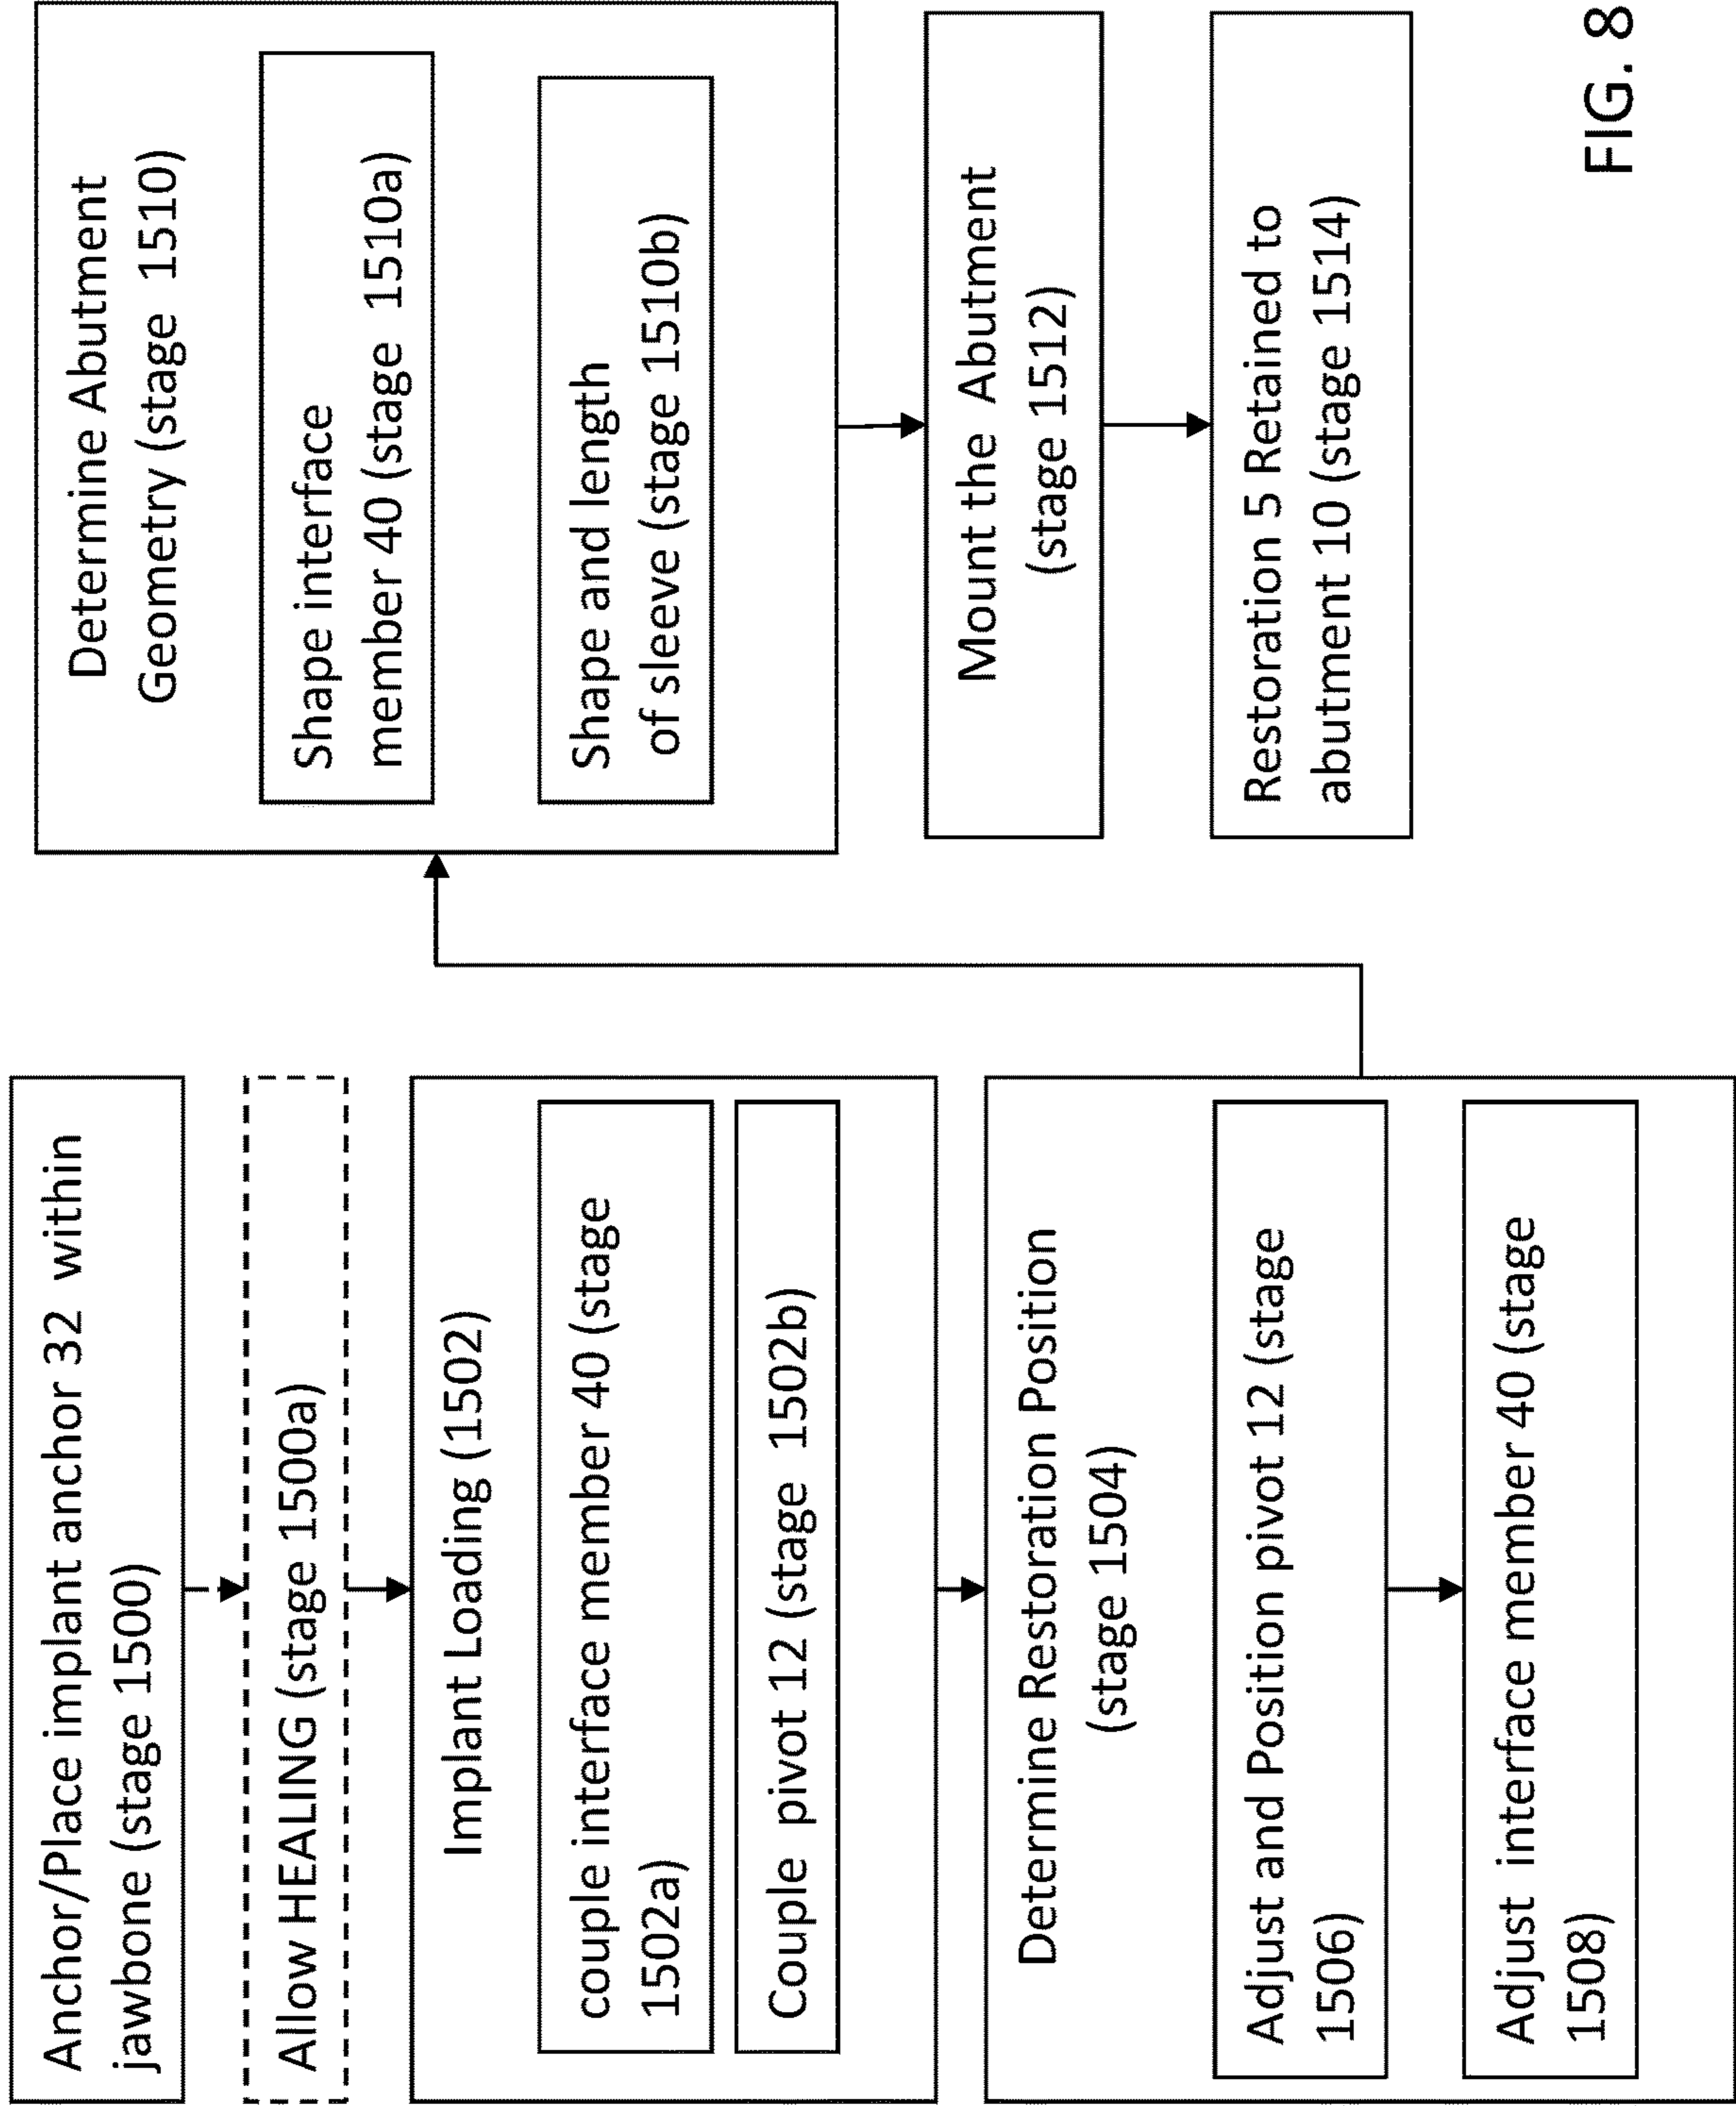 Anchor/Place implant anchor 32 within
jawbone (stage 1500)
Allow HEALING (stage 1500a)
Implant Loading (1502)
couple interface member 40 (stage
1502a)
Couple pivot 12 (stage 1502b)
Determine Restoration Position
(stage 1504)
Adjust and Position pivot 12 (stage
1506)
Adjust interface member 40 (stage
1508)
Determine Abutment
Geometry (stage 1510)
Shape interface
member 40 (stage 1510a)
Shape and length
of sleeve (stage 1510b)
Mount the Abutment
(stage 1512)
Restoration 5 Retained to
abutment 10 (stage 1514)
FIG. 8